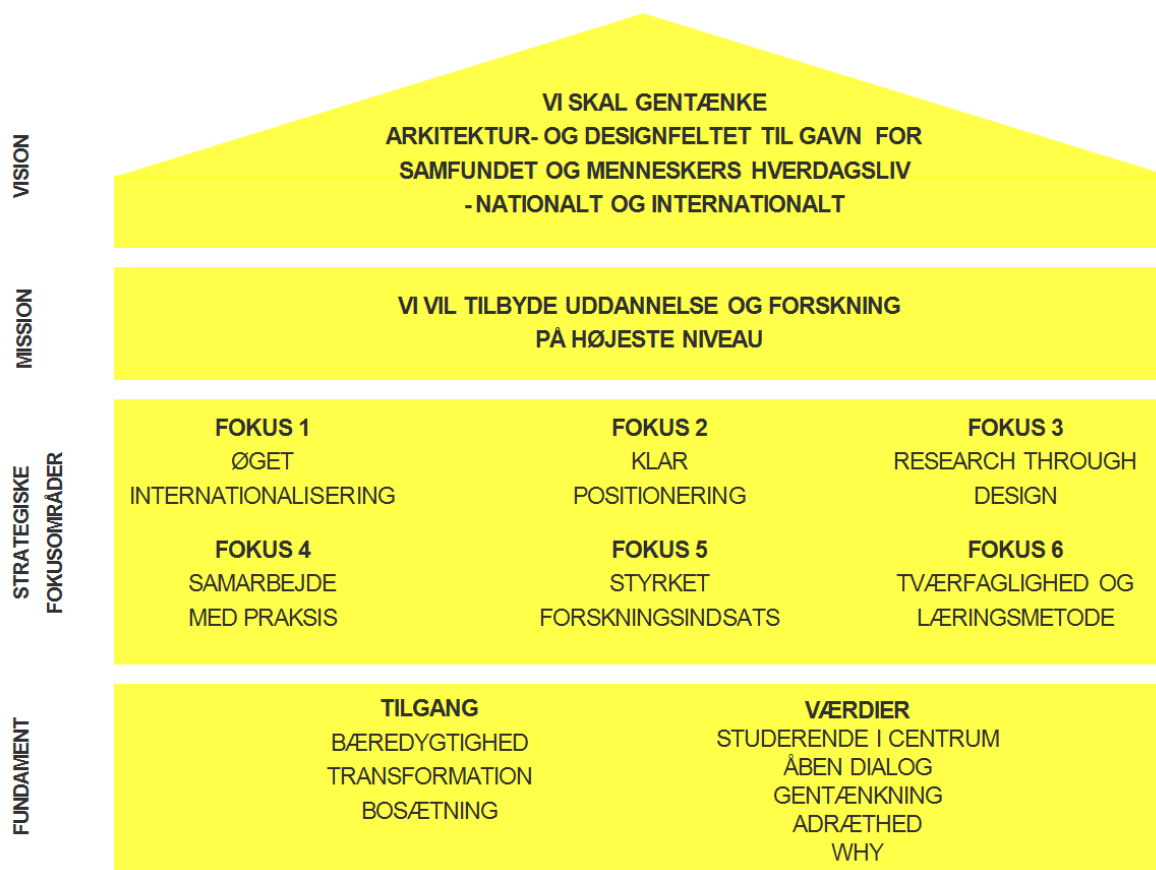 VISION
VI SKAL GENTÆNKE
ARKITEKTUR- OG DESIGNFELTET TIL GAVN FOR
SAMFUNDET OG MENNESKERS HVERDAGSLIV
- NATIONALT OG INTERNATIONALT
MISSION
VI VIL TILBYDE UDDANNELSE OG FORSKNING
PÅ HØJESTE NIVEAU
STRATEGISKE
FOKUSOMRÅDER
FOKUS 1
ØGET
INTERNATIONALISERING
FOKUS 2
KLAR
POSITIONERING
FOKUS 3
RESEARCH THROUGH
DESIGN
FOKUS 4
SAMARBEJDE
MED PRAKSIS
FOKUS 5
STYRKET
FORSKNINGSINDSATS
FOKUS 6
TVÆRFAGLIGHED OG
LÆRINGSMETODE
FUNDAMENT
TILGANG
BÆREDYGTIGHED
TRANSFORMATION
BOSÆTNING
VÆRDIER
STUDERENDE I CENTRUM
ÅBEN DIALOG
GENTÆNKNING
ADRÆTHED
WHY